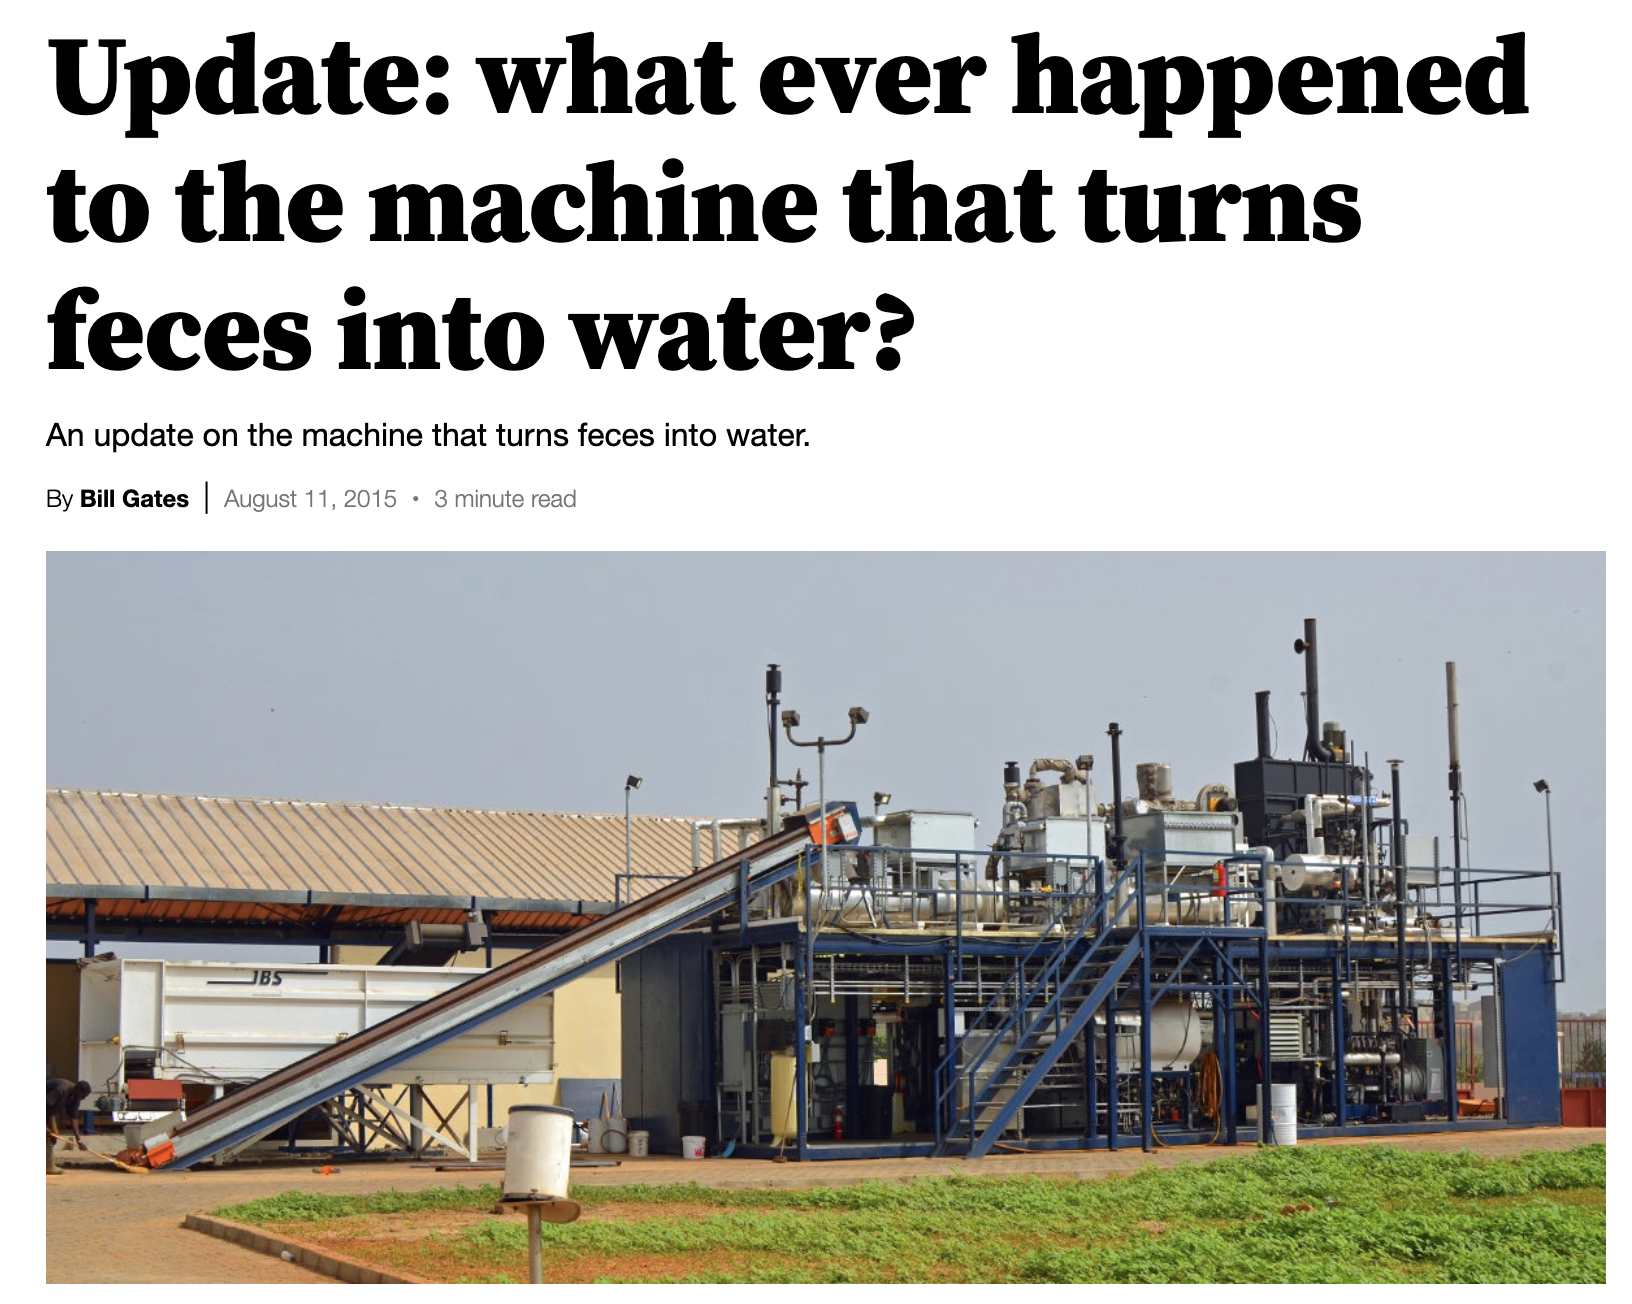 Update: what ever happened
to the machine that turns
feces into water?
An update on the machine that turns feces into water.
By Bill Gates | August 11, 2015 • 3 minute read
JBS